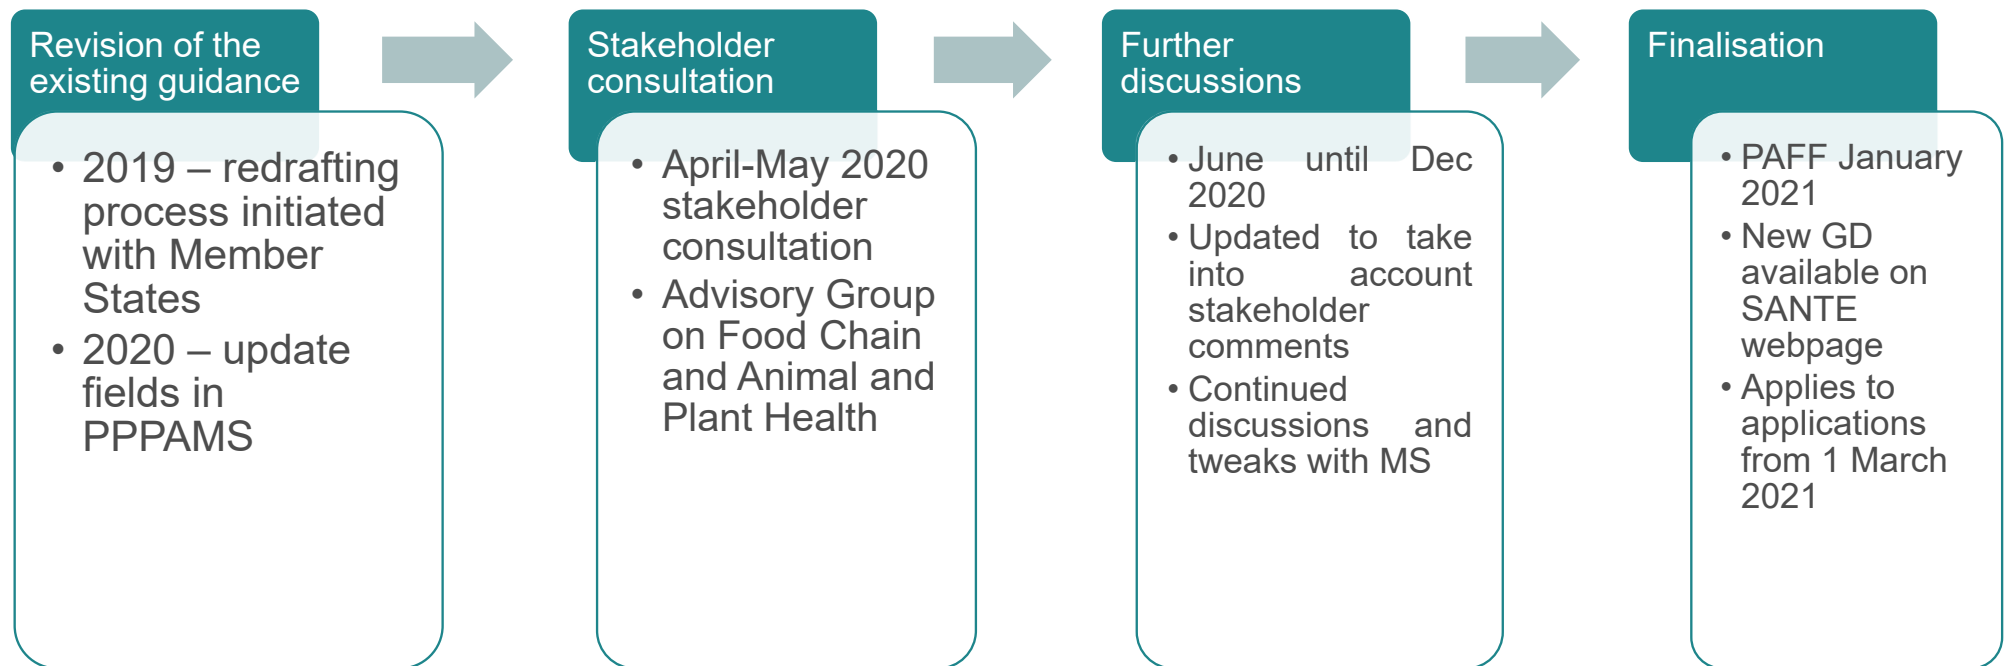 Revision of the
existing guidance
• 2019 – redrafting
process initiated
with Member
States
• 2020 – update
fields in
PPPAMS
Stakeholder
consultation
• April-May 2020
stakeholder
consultation
• Advisory Group
on Food Chain
and Animal and
Plant Health
Further
discussions
• June until Dec
2020
• Updated to take
into account
stakeholder
comments
• Continued
discussions and
tweaks with MS
Finalisation
• PAFF January
2021
• New GD
available on
SANTE
webpage
• Applies to
applications
from 1 March
2021